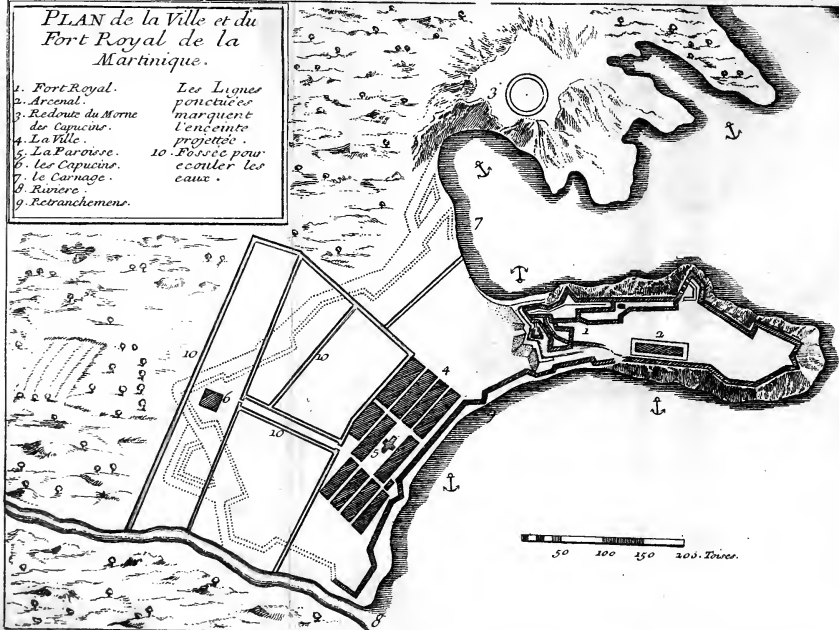 PLAN de la Ville et du
Fort Royal de la
Martinique.
1. Fort Royal.
2. Arcenal.
3. Redoute du Morne
des Capucins.
4. La Ville.
5. La Paroisse.
6. les Capucins.
7. le Carnage.
8. Riviere.
9. Retranchemens.
Les Lignes
ponctuées
marquent
l'enceinte
projettée.
10. Fossée pour
ecouler les
eaux.
3
7
1
2
10
10
4
6
9
10
5
8
50 100 150 200. Toises.